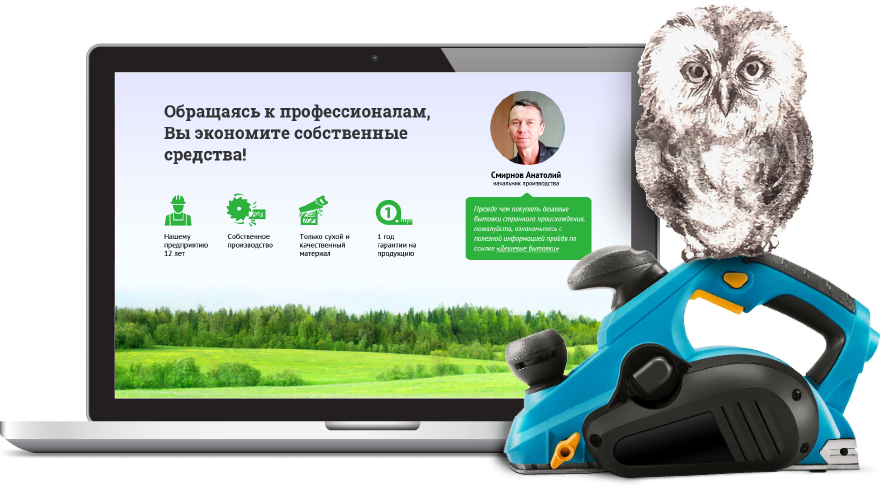 Обращаясь к профессионалам,
Вы экономите собственные
средства!
Смирнов Анатолий
начальник производства
Прежде чем покупать дешевые
бытовки странного происхождения,
пожалуйста, ознакомьтесь с
полезной информацией пройдя по
ссылке «Дешевые бытовки»
Нашему
предприятию
12 лет
Собственное
производство
Только сухой и
качественный
материал
1
1 год
гарантии на
продукцию